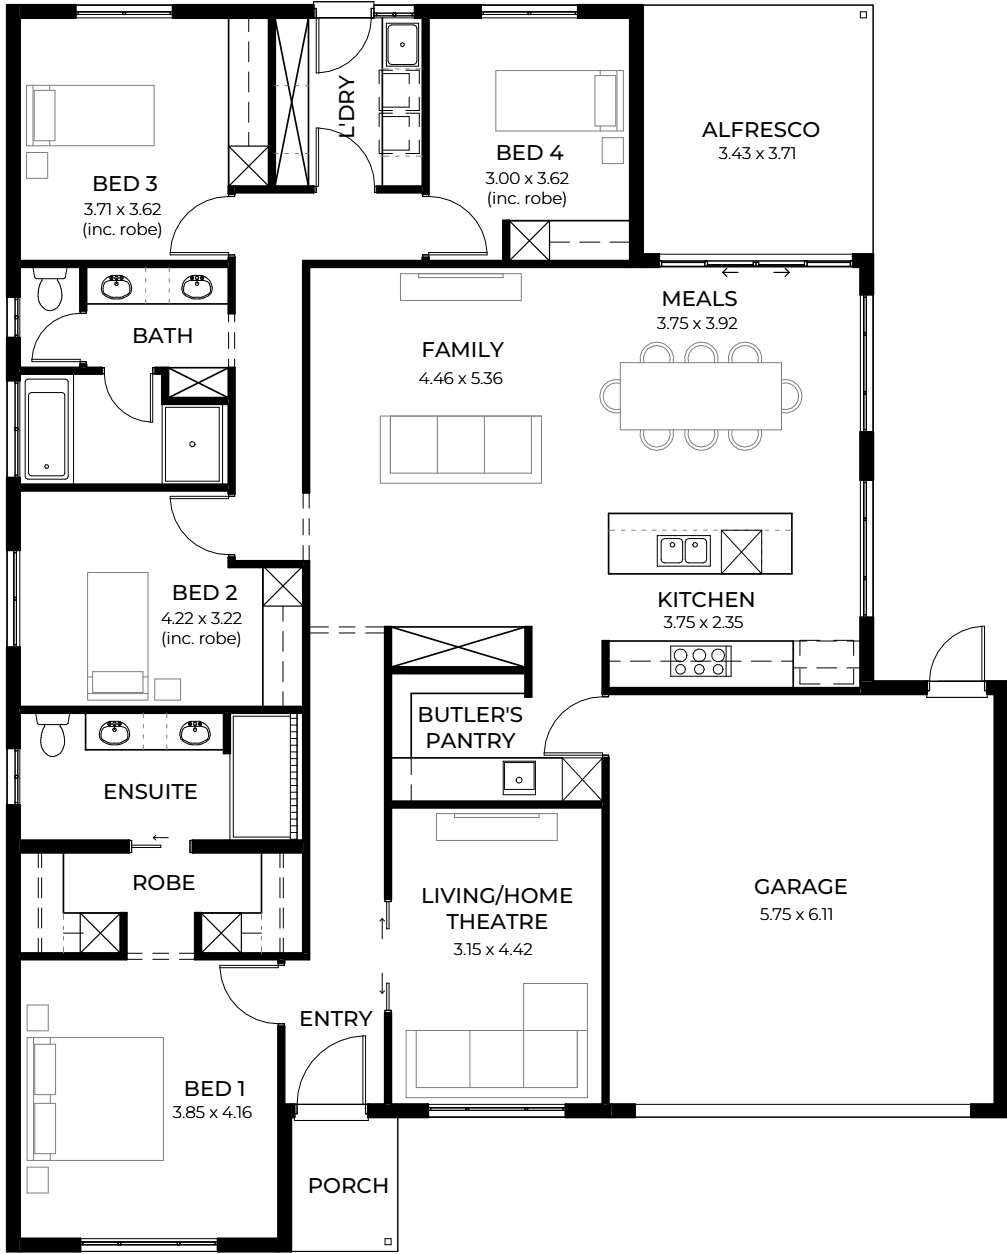 L'DRY
ALFRESCO
3.43 x 3.71
BED 4
3.00 x 3.62
(inc. robe)
BED 3
3.71 x 3.62
(inc. robe)
MEALS
3.75 x 3.92
BATH
FAMILY
4.46 x 5.36
BED 2
4.22 x 3.22
(inc. robe)
KITCHEN
3.75 x 2.35
BUTLER'S
PANTRY
ENSUITE
ROBE
LIVING/HOME
THEATRE
3.15 x 4.42
GARAGE
5.75 x 6.11
ENTRY
BED 1
3.85 x 4.16
PORCH